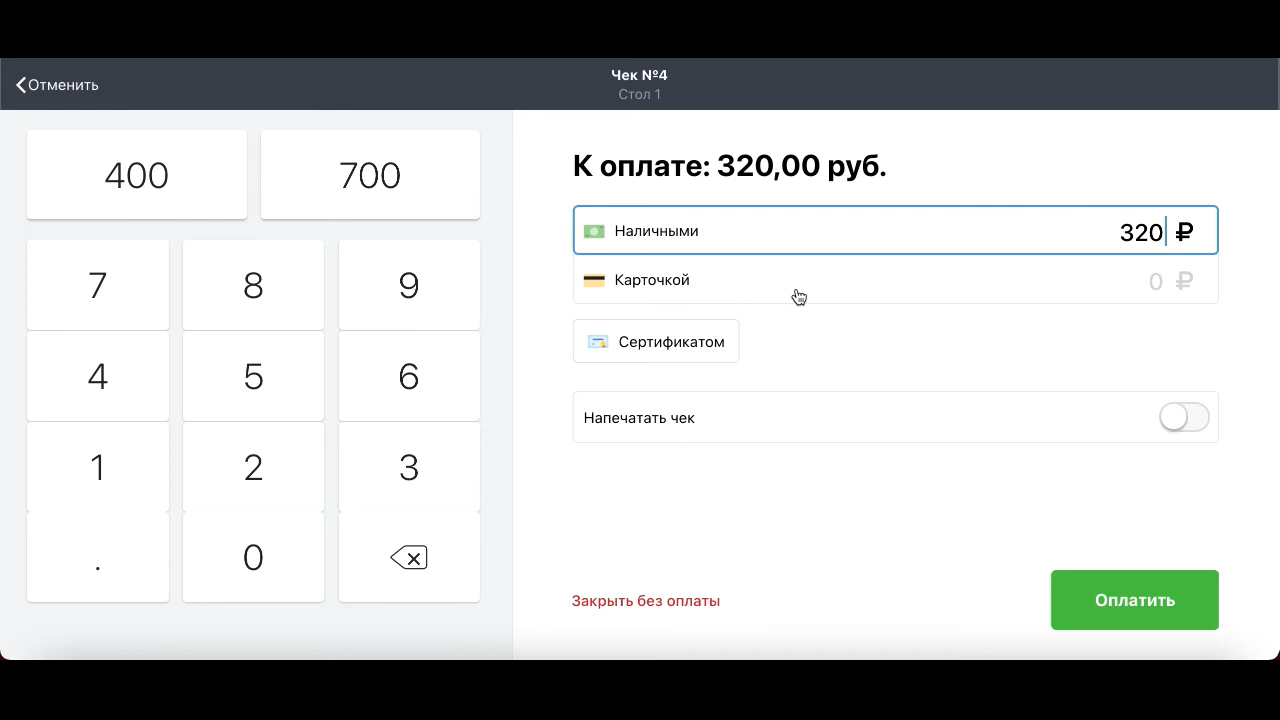 Отменить
Чек №4
Стол 1
400 700
7 8 9
4 5 6
1 2 3
. 0
К оплате: 320,00 руб.
Наличными 320 ₽
Карточкой 0 ₽
Сертификатом
Напечатать чек
Закрыть без оплаты
Оплатить